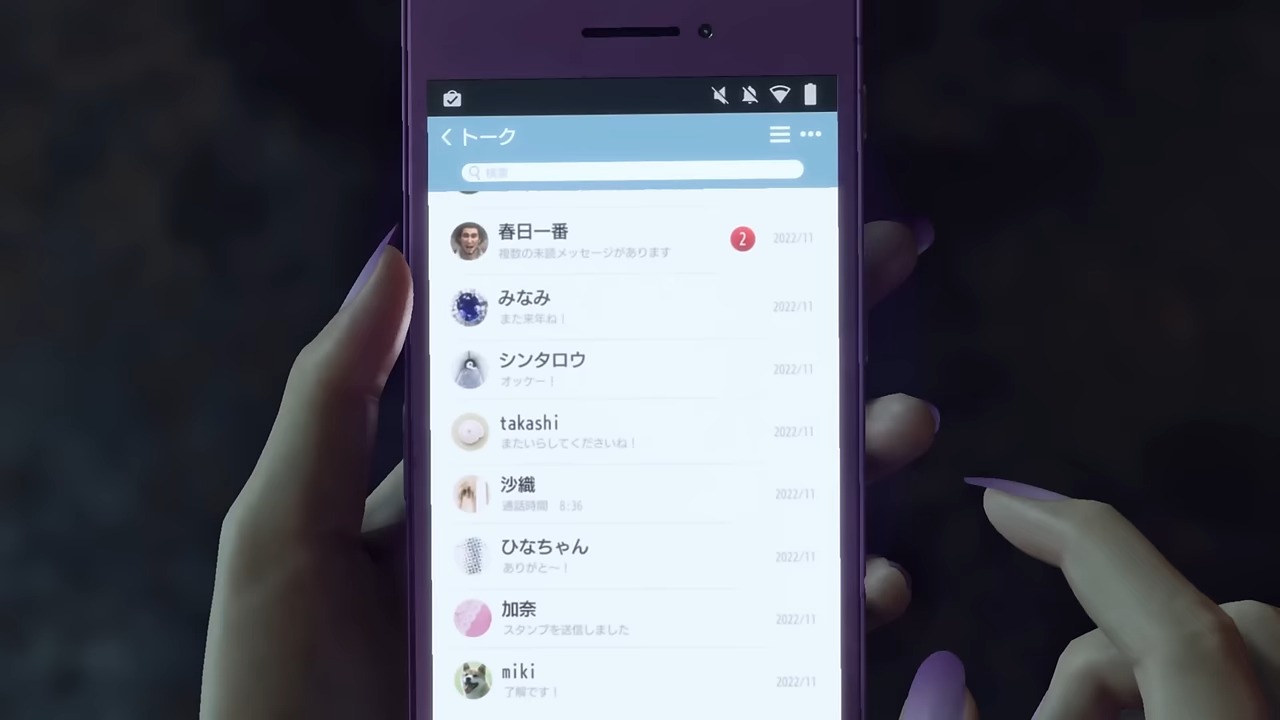 トーク
検索
春日一番
複数の未読メッセージがあります
2
2022/11
みなみ
また来年ね！
2022/11
シンタロウ
オッケー！
2022/11
takashi
またいらしてくださいね！
2022/11
沙織
通話時間 8:36
2022/11
ひなちゃん
ありがと～！
2022/11
加奈
スタンプを送信しました
2022/11
miki
了解です！
2022/11